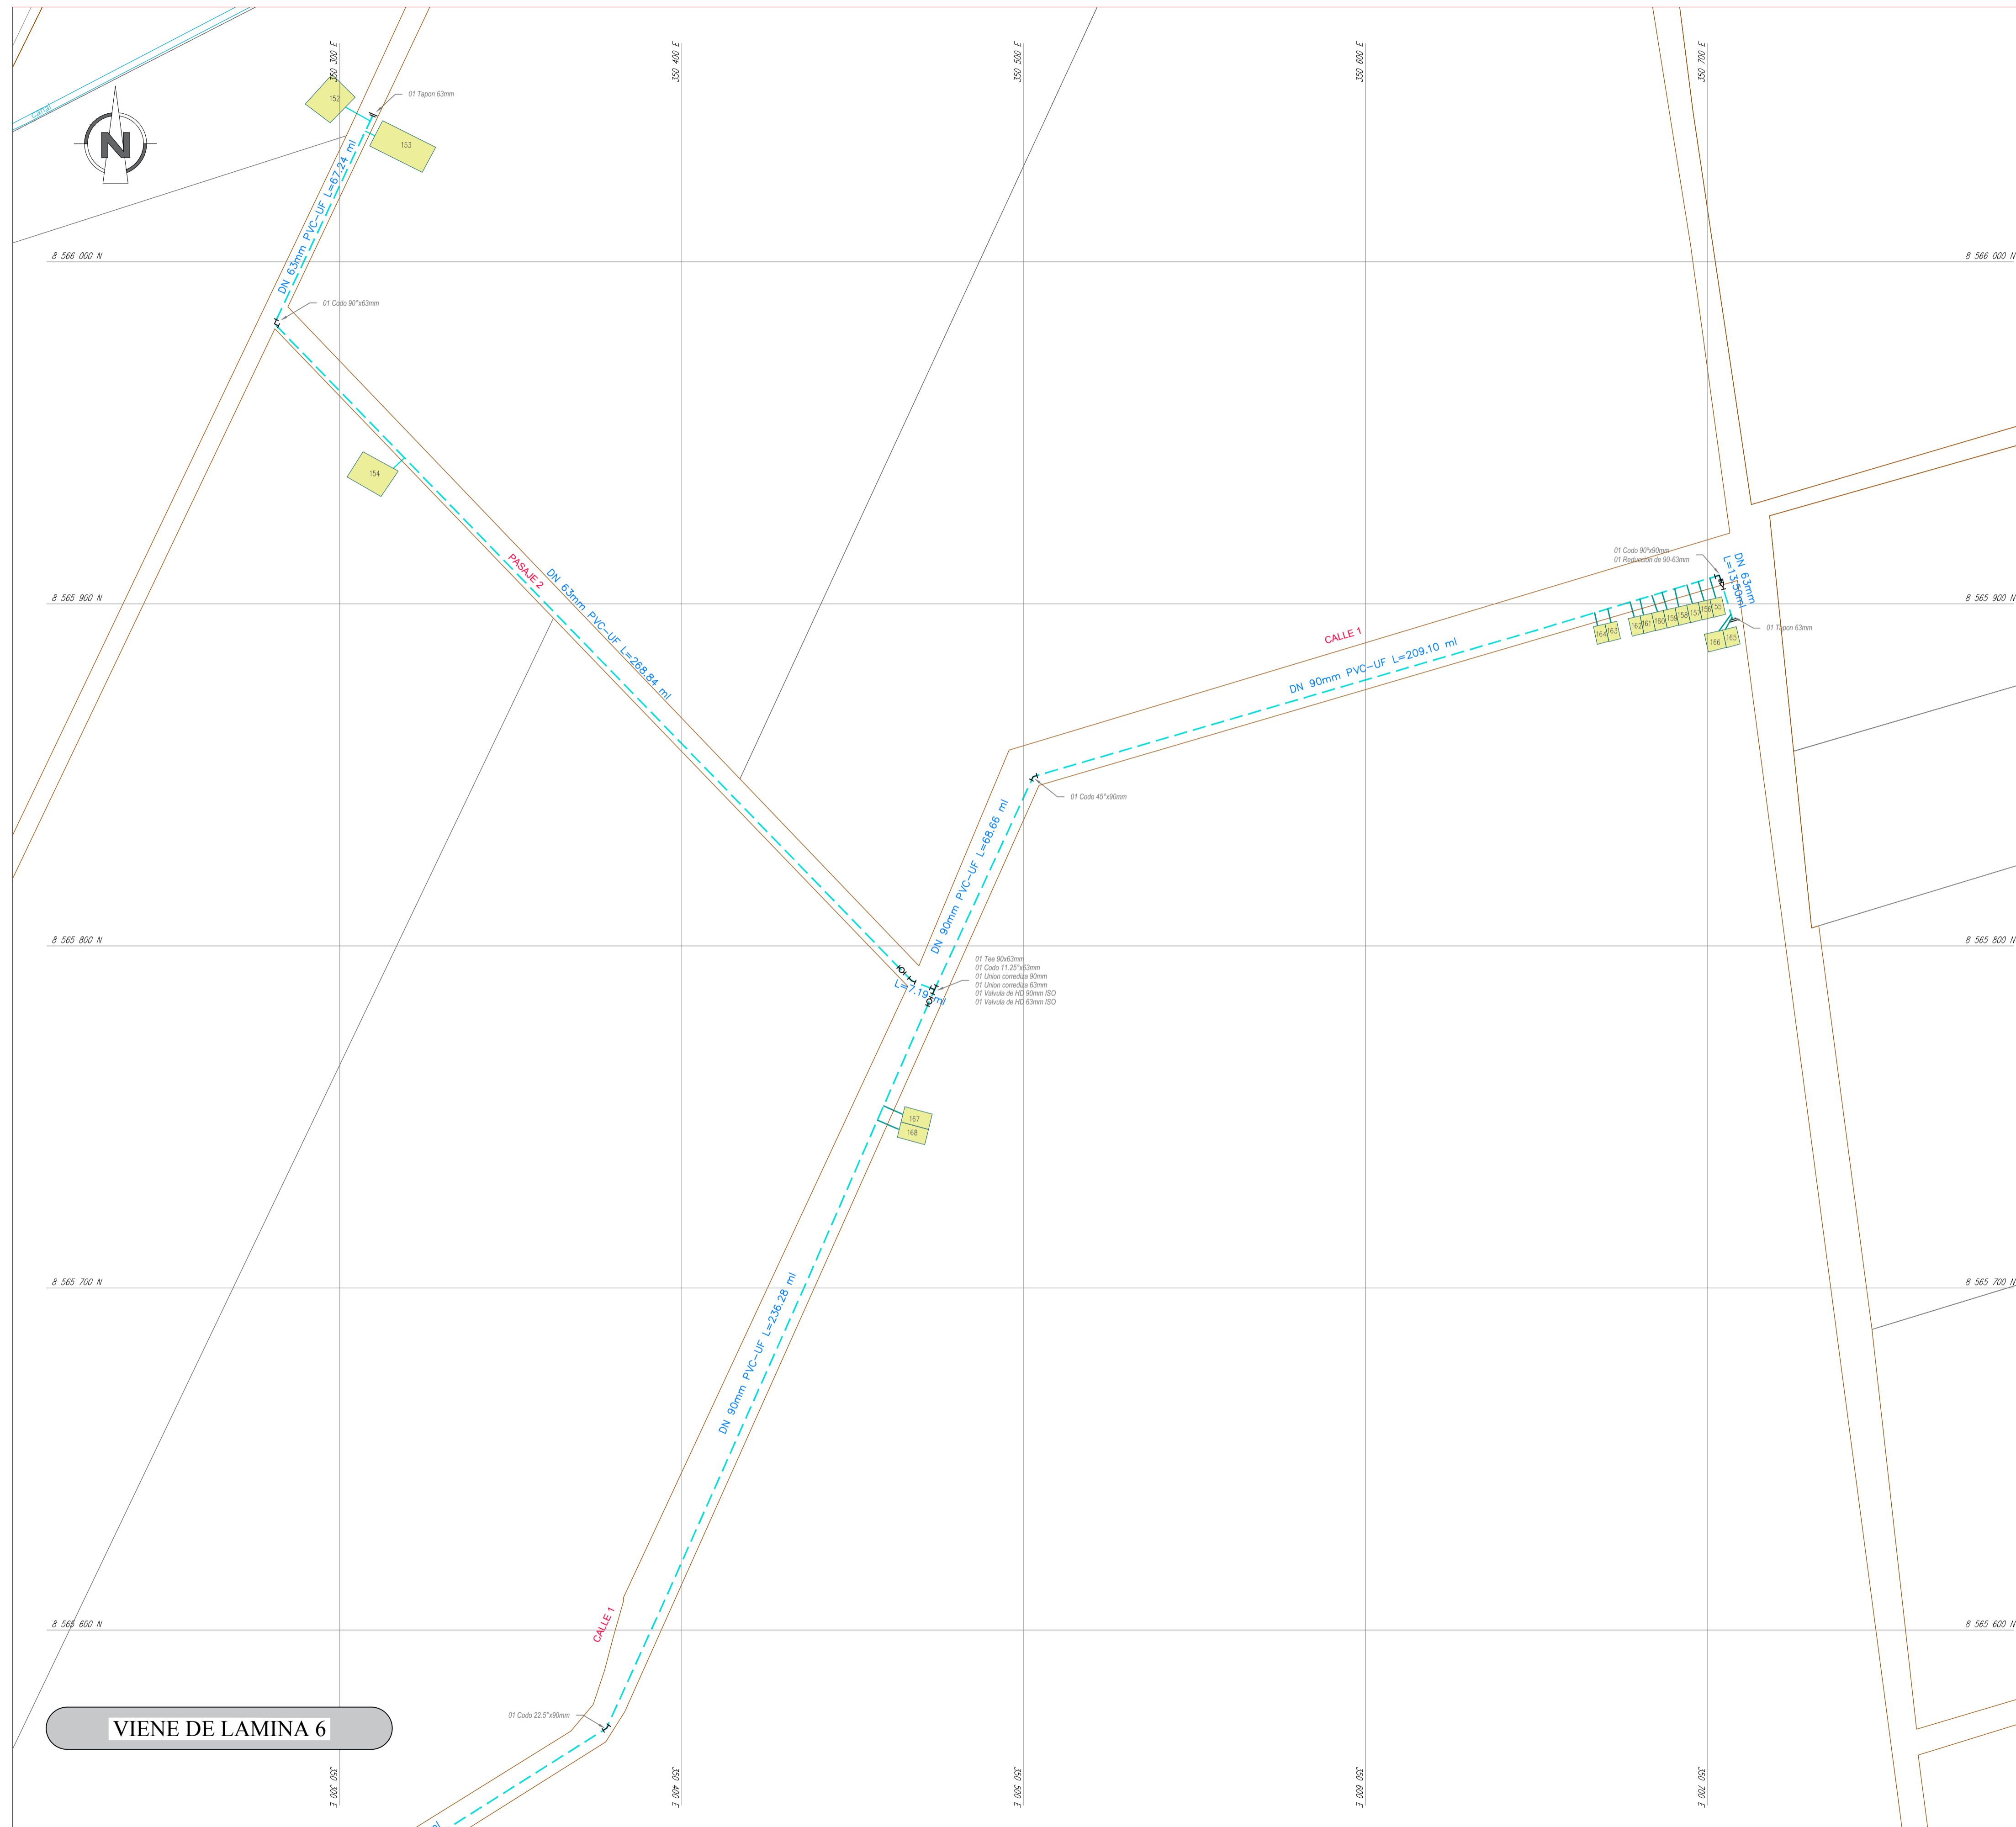 350 300 E
350 400 E
350 500 E
350 600 E
350 700 E
Canal
N
152
01 Tapon 63mm
153
DN 63mm PVC-UF L=67.24 ml
8 566 000 N
8 566 000 N
01 Codo 90°x63mm
154
PASAJE 2
DN 63mm PVC-UF L=268.84 ml
01 Codo 90°x90mm
01 Reduccion de 90-63mm
DN 63mm
L=13.50ml
8 565 900 N
8 565 900 N
164
163
162
161
160
159
158
157
156
155
01 Tapon 63mm
166
165
CALLE 1
DN 90mm PVC-UF L=209.10 ml
01 Codo 45°x90mm
DN 90mm PVC-UF L=68.66 ml
8 565 800 N
8 565 800 N
01 Tee 90x63mm
01 Codo 11.25°x63mm
01 Union corrediza 90mm
01 Union corrediza 63mm
01 Valvula de HD 90mm ISO
01 Valvula de HD 63mm ISO
L=7.19 ml
167
168
8 565 700 N
8 565 700 N
DN 90mm PVC-UF L=236.28 ml
8 565 600 N
8 565 600 N
CALLE 1
01 Codo 22.5°x90mm
VIENE DE LAMINA 6
350 300 E
350 400 E
350 500 E
350 600 E
350 700 E